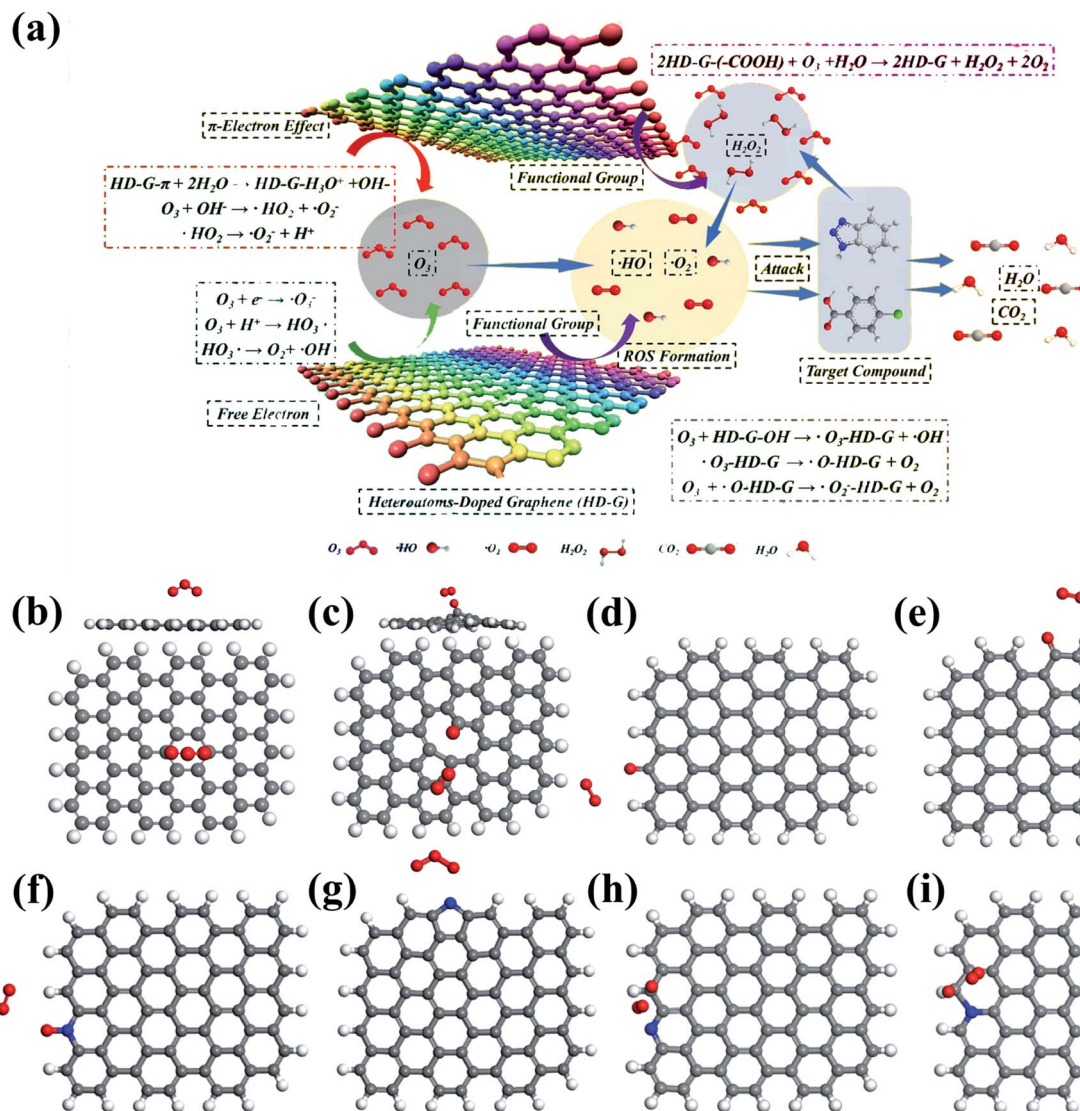 (a)
2HD-G-(-COOH) + O₃ +H₂O → 2HD-G + H₂O₂ + 2O₂
π-Electron Effect
Functional Group
H₂O₂
HD-G-π + 2H₂O → HD-G-H₃O⁺ +OH-
O₃ + OH- → · HO₂ + ·O₂⁻
· HO₂ → ·O₂⁻ + H⁺
O₃
·HO
·O₂⁻
Attack
H₂O
CO₂
O₃ + e⁻ → ·O₃⁻
O₃ + H⁺ → HO₃ ·
HO₃ · → O₂ + ·OH
Functional Group
ROS Formation
Target Compound
Free Electron
O₃ + HD-G-OH → · O₃-HD-G + ·OH
· O₃-HD-G → · O-HD-G + O₂
O₃ + · O-HD-G → · O₂⁻-HD-G + O₂
Heteroatoms-Doped Graphene (HD-G)
O₃ ·HO H₂O₂ CO₂ H₂O
(b) (c) (d) (e)
(f) (g) (h) (i)